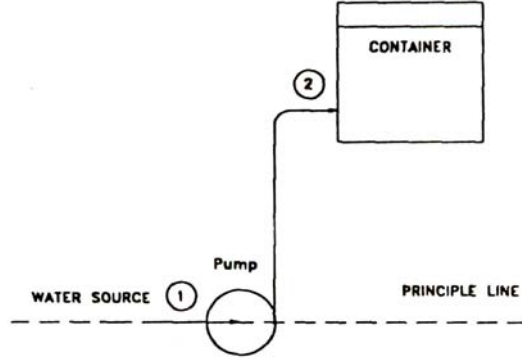 CONTAINER
2
Pump
WATER SOURCE 1
PRINCIPLE LINE